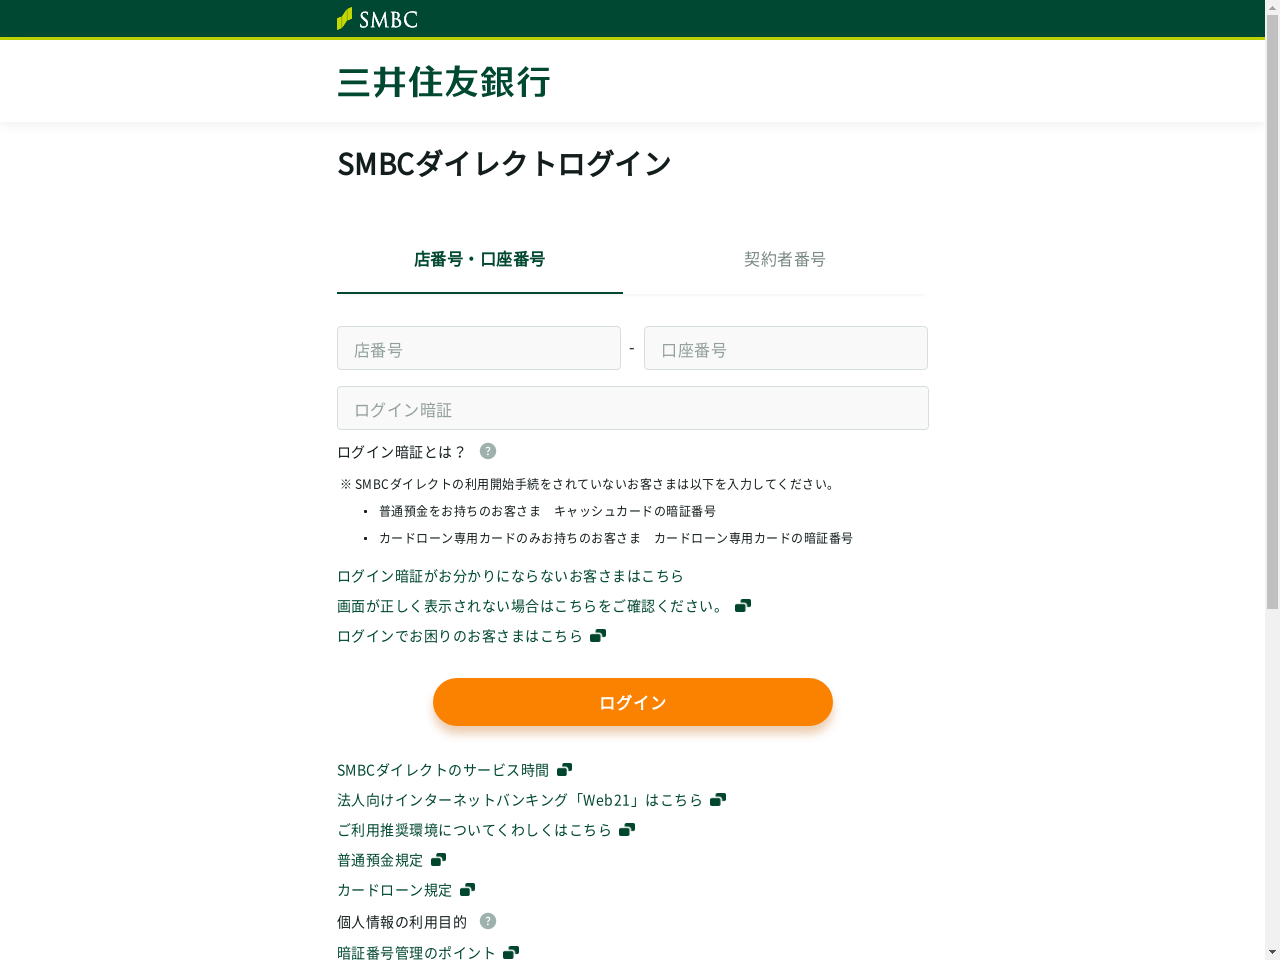 SMBC
三井住友銀行
SMBCダイレクトログイン
店番号・口座番号
契約者番号
店番号
-
口座番号
ログイン暗証
ログイン暗証とは？ ?
※ SMBCダイレクトの利用開始手続をされていないお客さまは以下を入力してください。
・ 普通預金をお持ちのお客さま　キャッシュカードの暗証番号
・ カードローン専用カードのみお持ちのお客さま　カードローン専用カードの暗証番号
ログイン暗証がお分かりにならないお客さまはこちら
画面が正しく表示されない場合はこちらをご確認ください。
ログインでお困りのお客さまはこちら
ログイン
SMBCダイレクトのサービス時間
法人向けインターネットバンキング「Web21」はこちら
ご利用推奨環境についてくわしくはこちら
普通預金規定
カードローン規定
個人情報の利用目的 ?
暗証番号管理のポイント